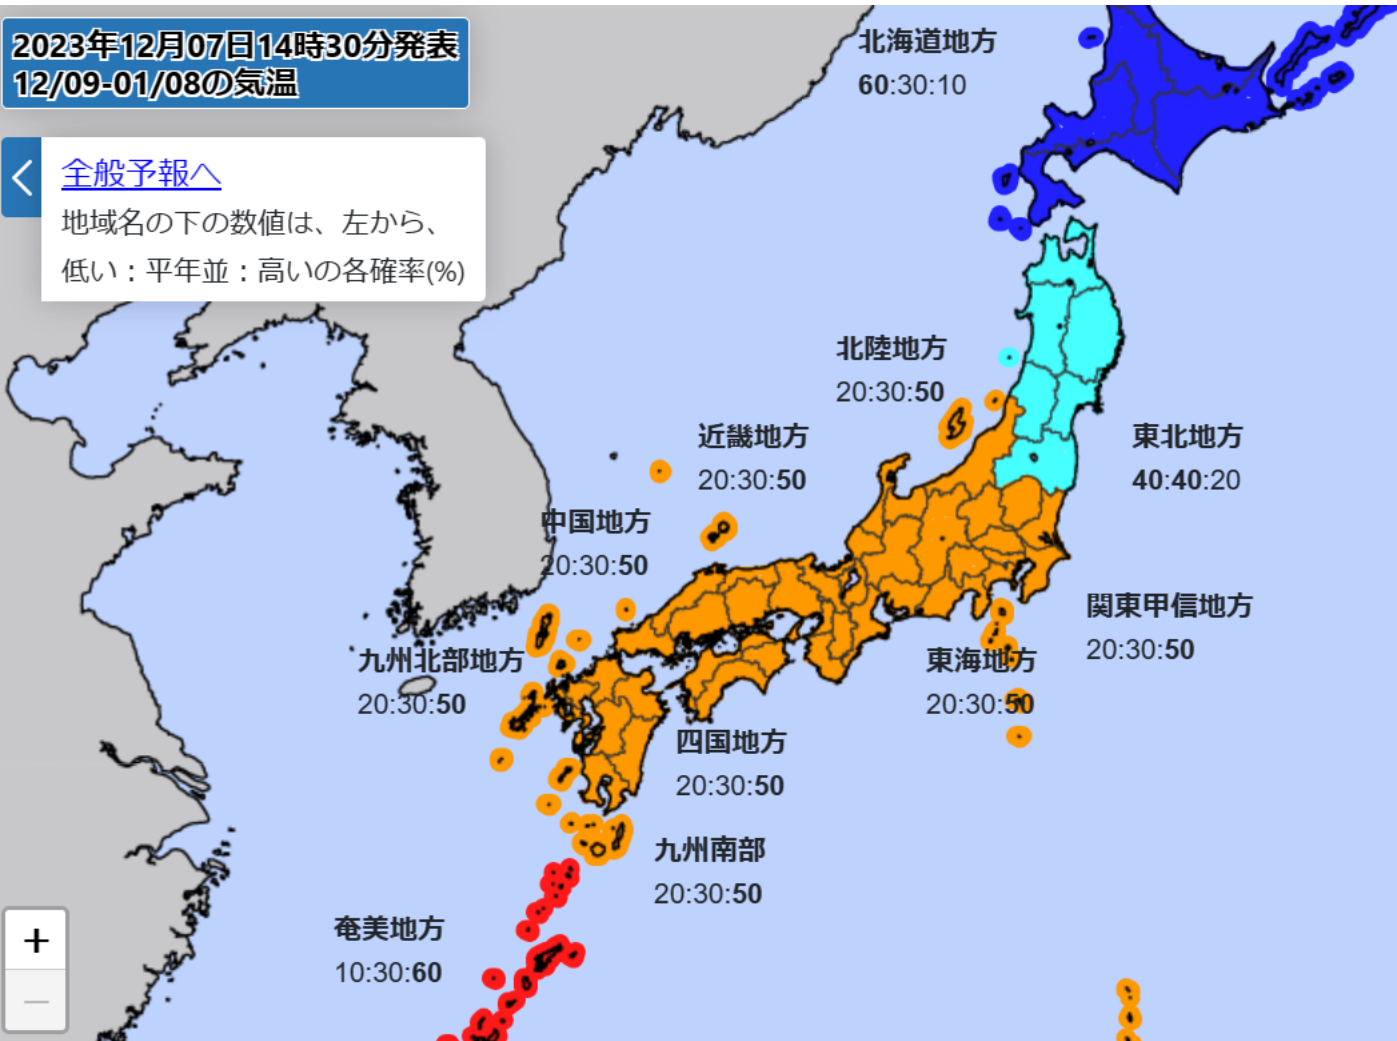 2023年12月07日14時30分発表
12/09-01/08の気温
全般予報へ
地域名の下の数値は、左から、
低い：平年並：高いの各確率(%)
北海道地方
60:30:10
北陸地方
20:30:50
近畿地方
20:30:50
東北地方
40:40:20
中国地方
20:30:50
関東甲信地方
20:30:50
九州北部地方
20:30:50
東海地方
20:30:50
四国地方
20:30:50
九州南部
20:30:50
奄美地方
10:30:60
+
−